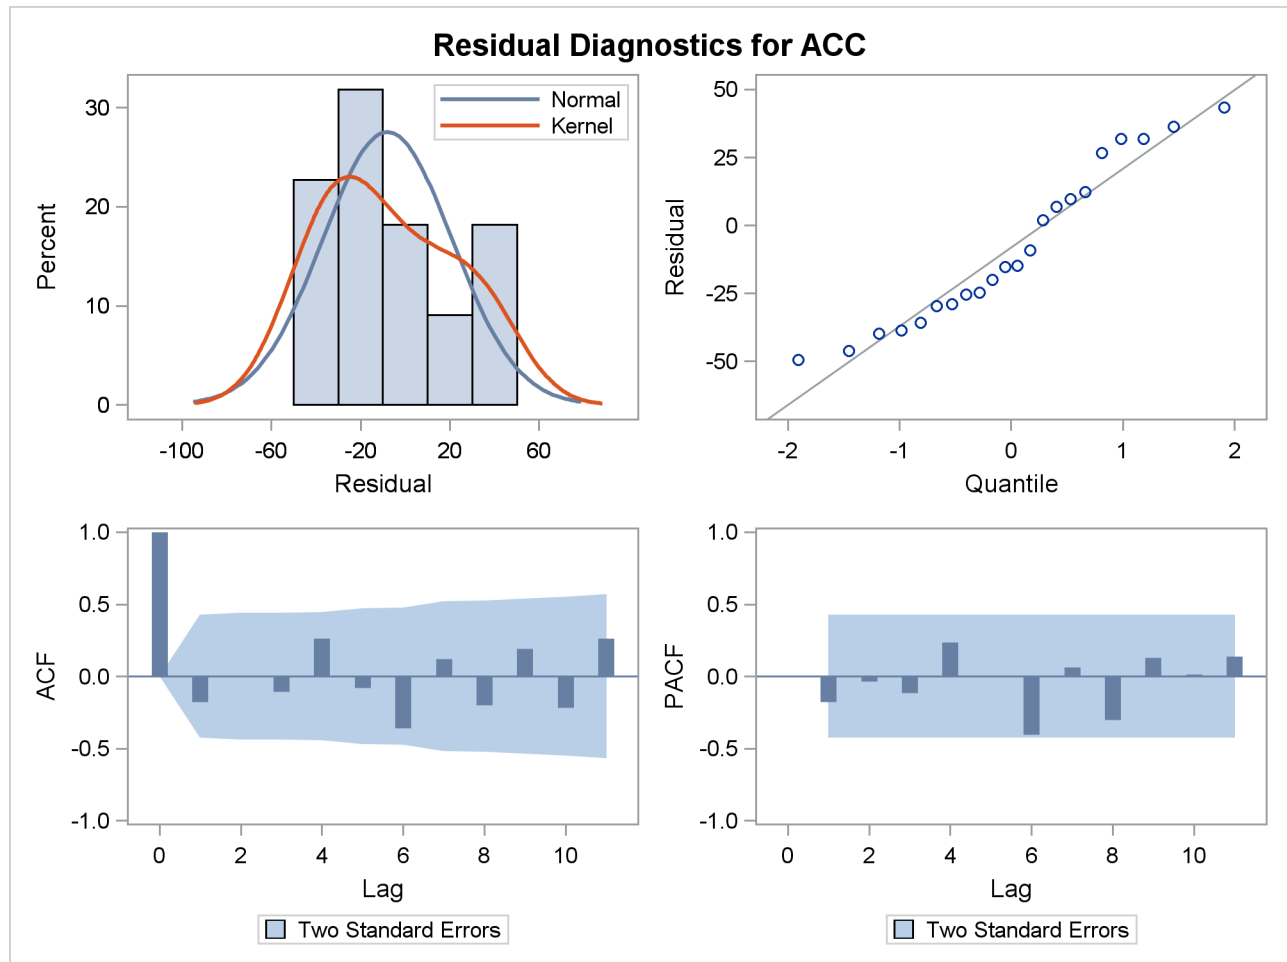 Residual Diagnostics for ACC
Percent
30
20
10
0
Normal
Kernel
-100 -60 -20 20 60
Residual
Residual
50
25
0
-25
-50
-2 -1 0 1 2
Quantile
ACF
1.0
0.5
0.0
-0.5
-1.0
0 2 4 6 8 10
Lag
Two Standard Errors
PACF
1.0
0.5
0.0
-0.5
-1.0
0 2 4 6 8 10
Lag
Two Standard Errors